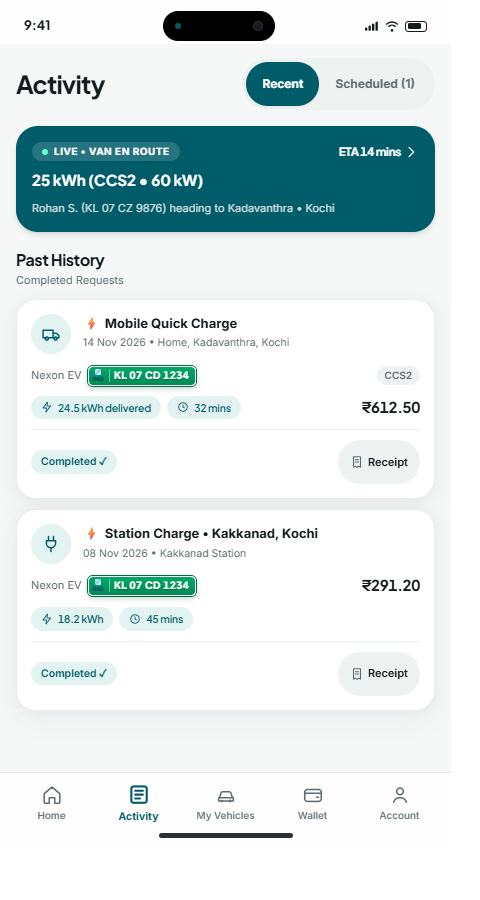 9:41
Activity
Recent
Scheduled (1)
LIVE • VAN EN ROUTE
ETA 14 mins
25 kWh (CCS2 • 60 kW)
Rohan S. (KL 07 CZ 9876) heading to Kadavanthra • Kochi
Past History
Completed Requests
Mobile Quick Charge
14 Nov 2026 • Home, Kadavanthra, Kochi
Nexon EV
KL 07 CD 1234
CCS2
24.5 kWh delivered
32 mins
₹612.50
Completed ✓
Receipt
Station Charge • Kakkanad, Kochi
08 Nov 2026 • Kakkanad Station
Nexon EV
KL 07 CD 1234
₹291.20
18.2 kWh
45 mins
Completed ✓
Receipt
Home
Activity
My Vehicles
Wallet
Account